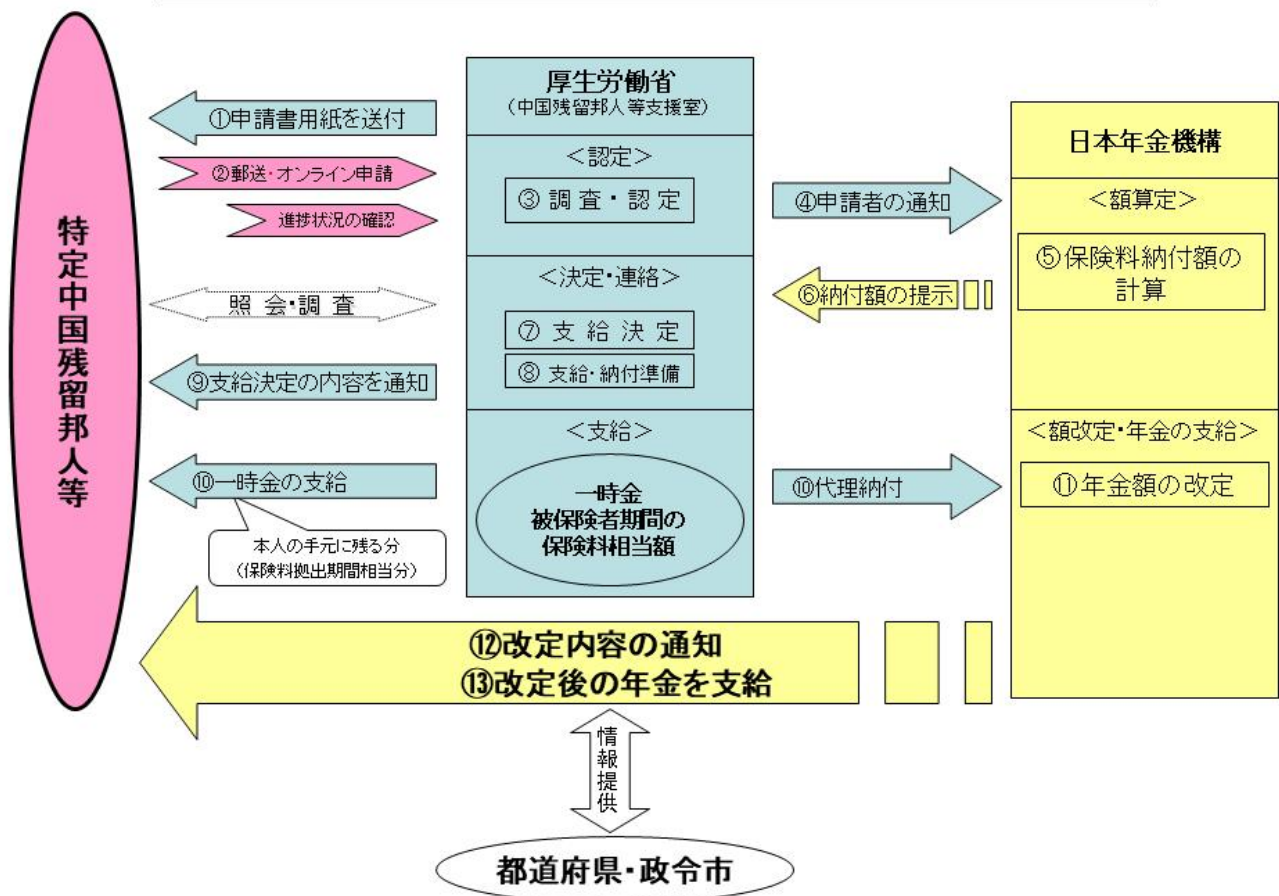 特定中国残留邦人等
①申請書用紙を送付
②郵送・オンライン申請
進捗状況の確認
照会・調査
⑨支給決定の内容を通知
⑩一時金の支給
本人の手元に残る分
(保険料拠出期間相当分)
厚生労働省
(中国残留邦人等支援室)
<認定>
③調査・認定
<決定・連絡>
⑦支給決定
⑧支給・納付準備
<支給>
一時金
被保険者期間の
保険料相当額
④申請者の通知
⑥納付額の提示
⑩代理納付
日本年金機構
<額算定>
⑤保険料納付額の
計算
<額改定・年金の支給>
⑪年金額の改定
⑫改定内容の通知
⑬改定後の年金を支給
情報提供
都道府県・政令市